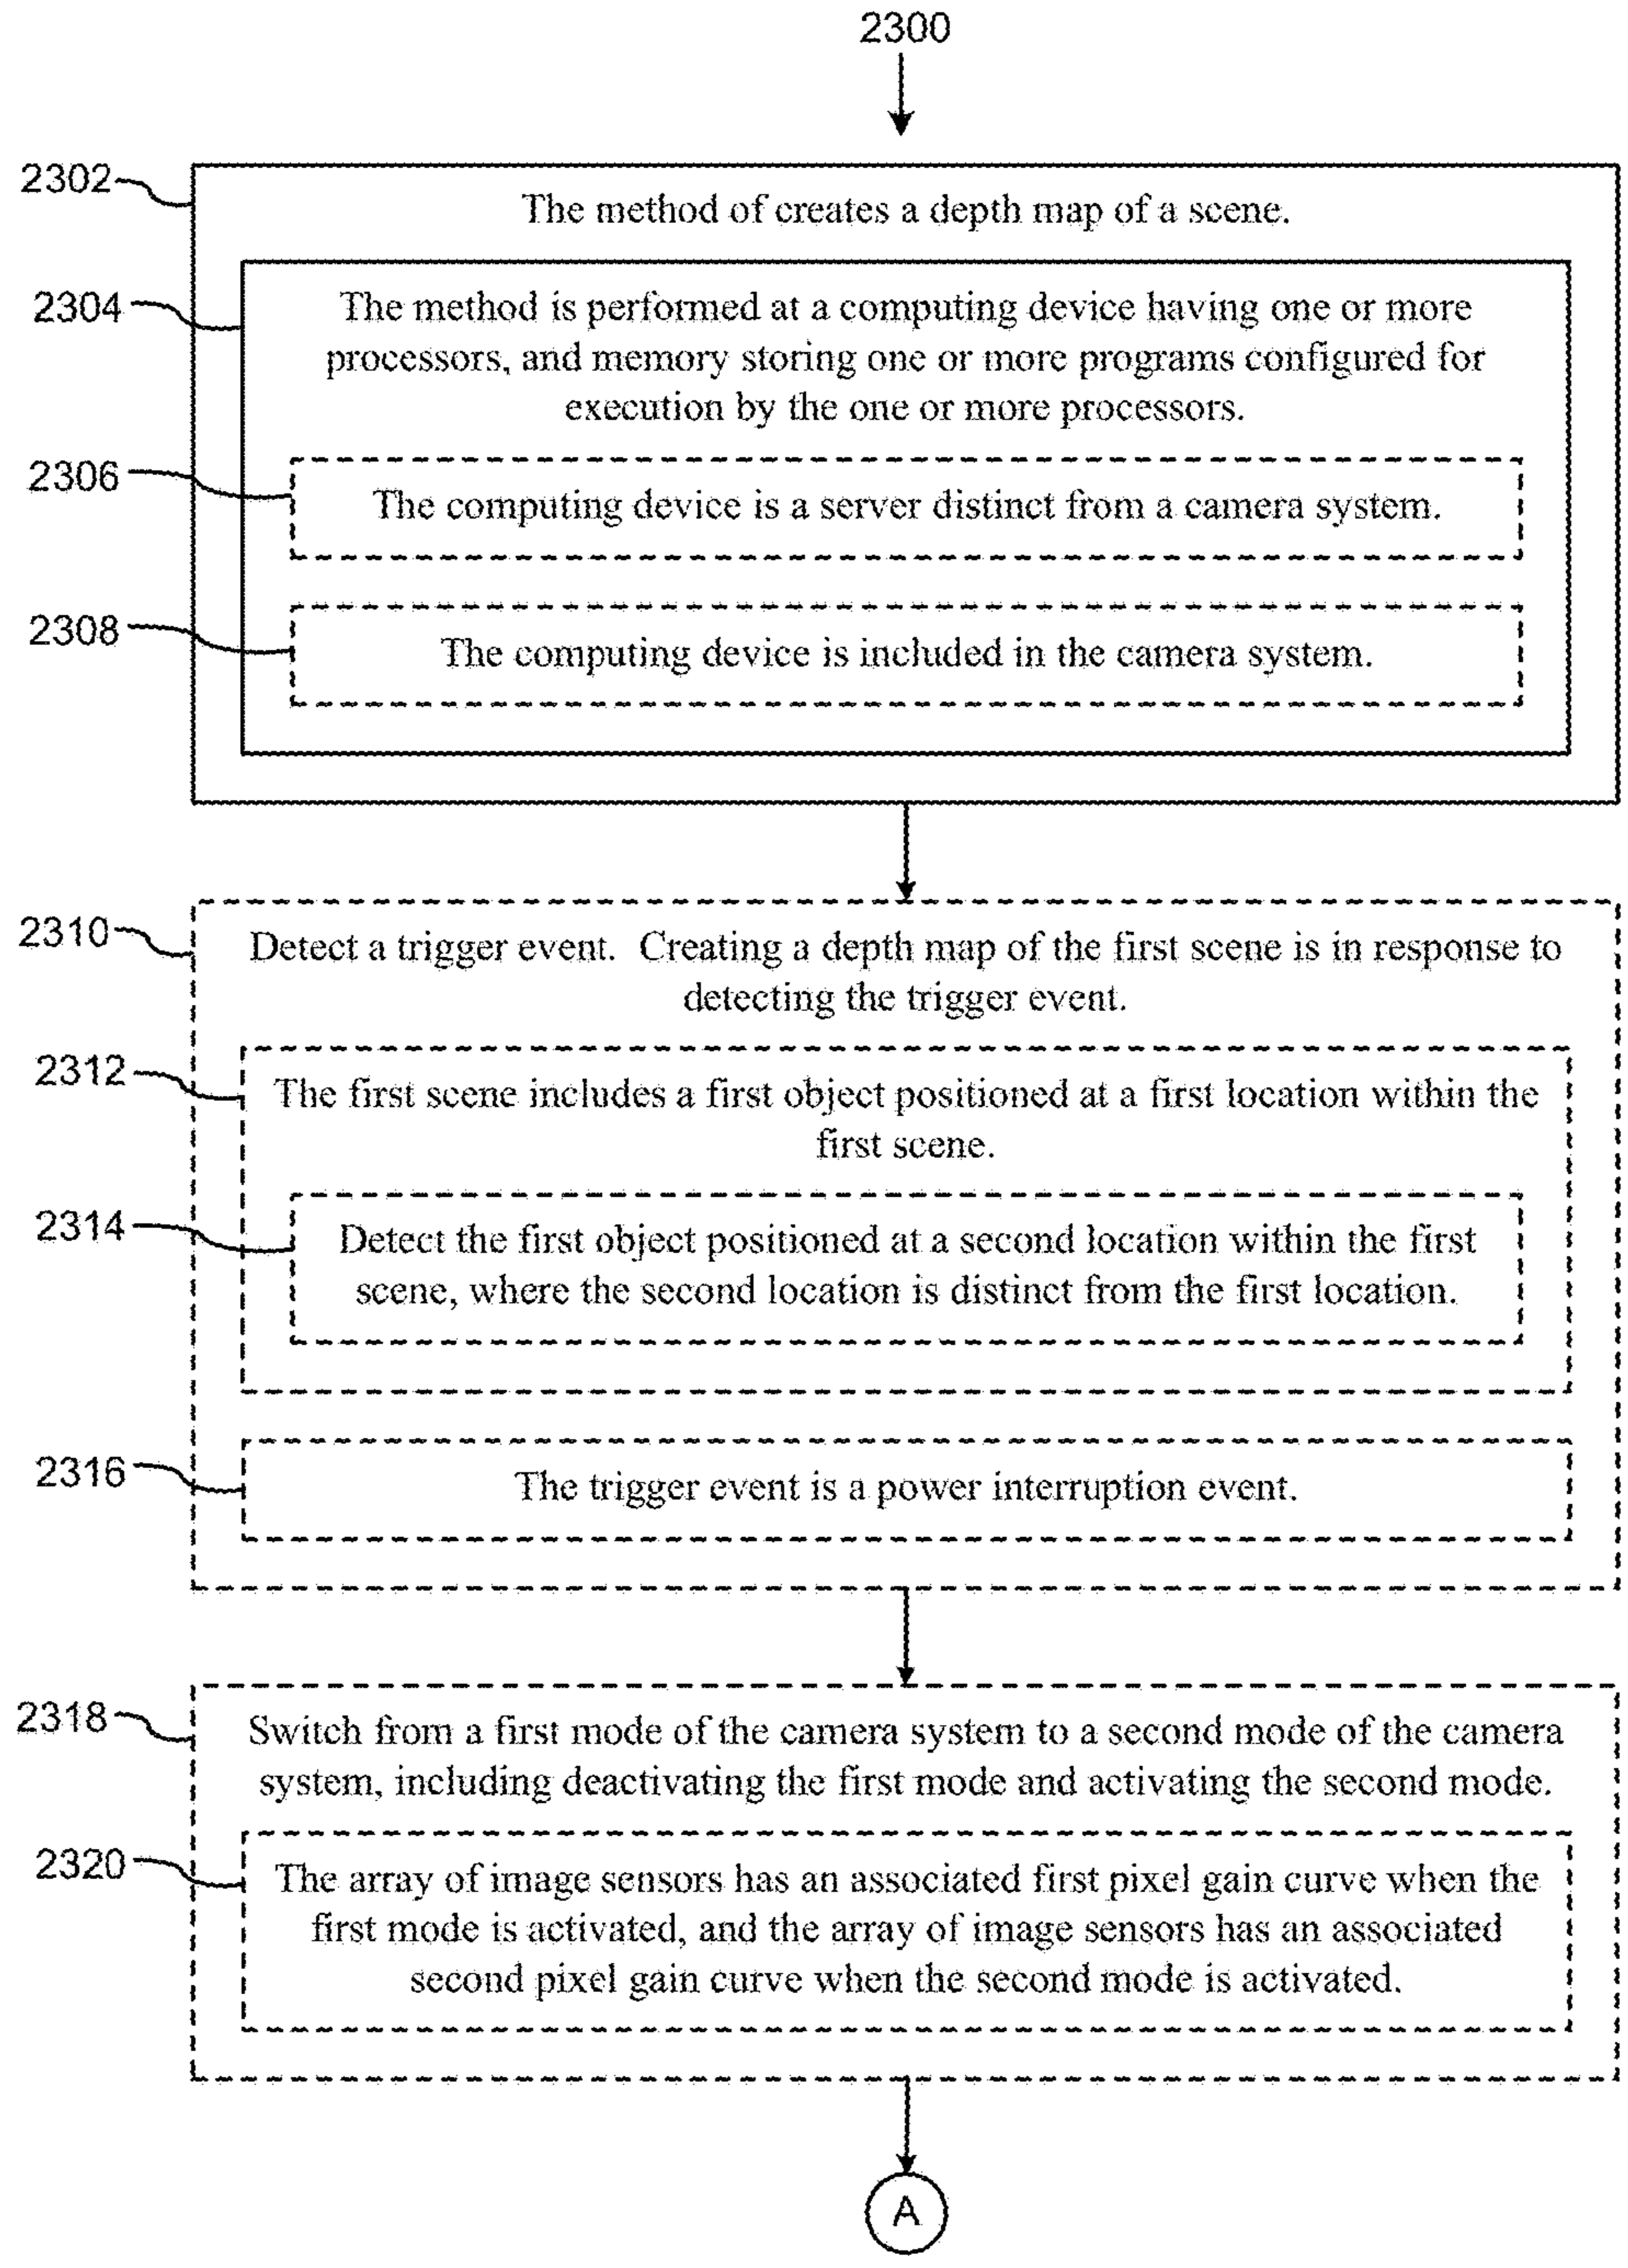 2300
2302
The method of creates a depth map of a scene.
2304
The method is performed at a computing device having one or more
processors, and memory storing one or more programs configured for
execution by the one or more processors.
2306
The computing device is a server distinct from a camera system.
2308
The computing device is included in the camera system.
2310
Detect a trigger event. Creating a depth map of the first scene is in response to
detecting the trigger event.
2312
The first scene includes a first object positioned at a first location within the
first scene.
2314
Detect the first object positioned at a second location within the first
scene, where the second location is distinct from the first location.
2316
The trigger event is a power interruption event.
2318
Switch from a first mode of the camera system to a second mode of the camera
system, including deactivating the first mode and activating the second mode.
2320
The array of image sensors has an associated first pixel gain curve when the
first mode is activated, and the array of image sensors has an associated
second pixel gain curve when the second mode is activated.
A